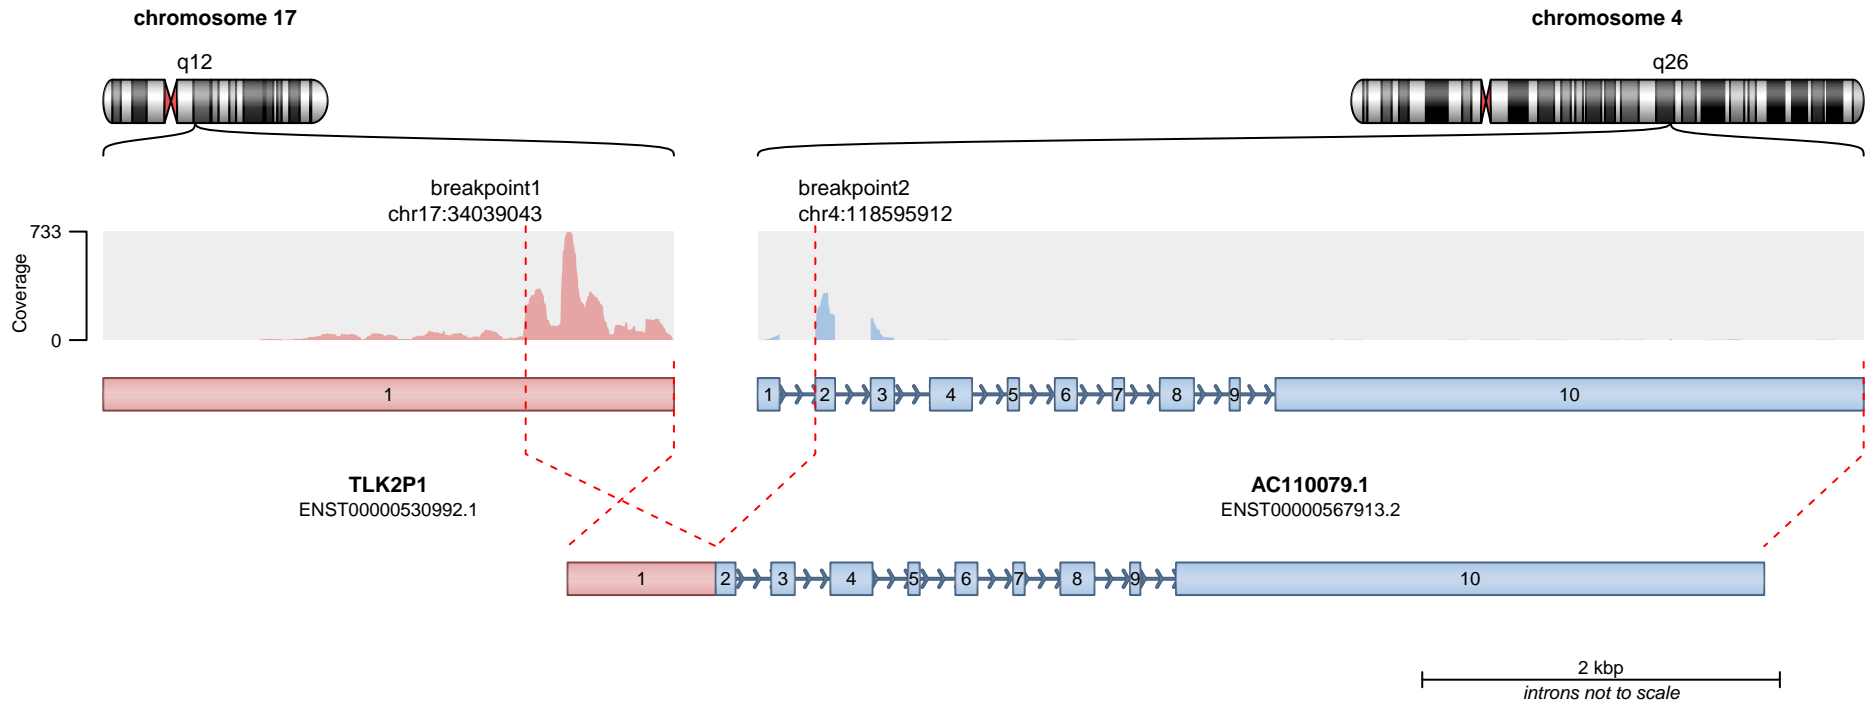 chromosome 17
chromosome 4
q12
q26
breakpoint1
chr17:34039043
breakpoint2
chr4:118595912
733
Coverage
0
1
1 2 3 4 5 6 7 8 9 10
TLK2P1
ENST00000530992.1
AC110079.1
ENST00000567913.2
1 2 3 4 5 6 7 8 9 10
2 kbp
introns not to scale